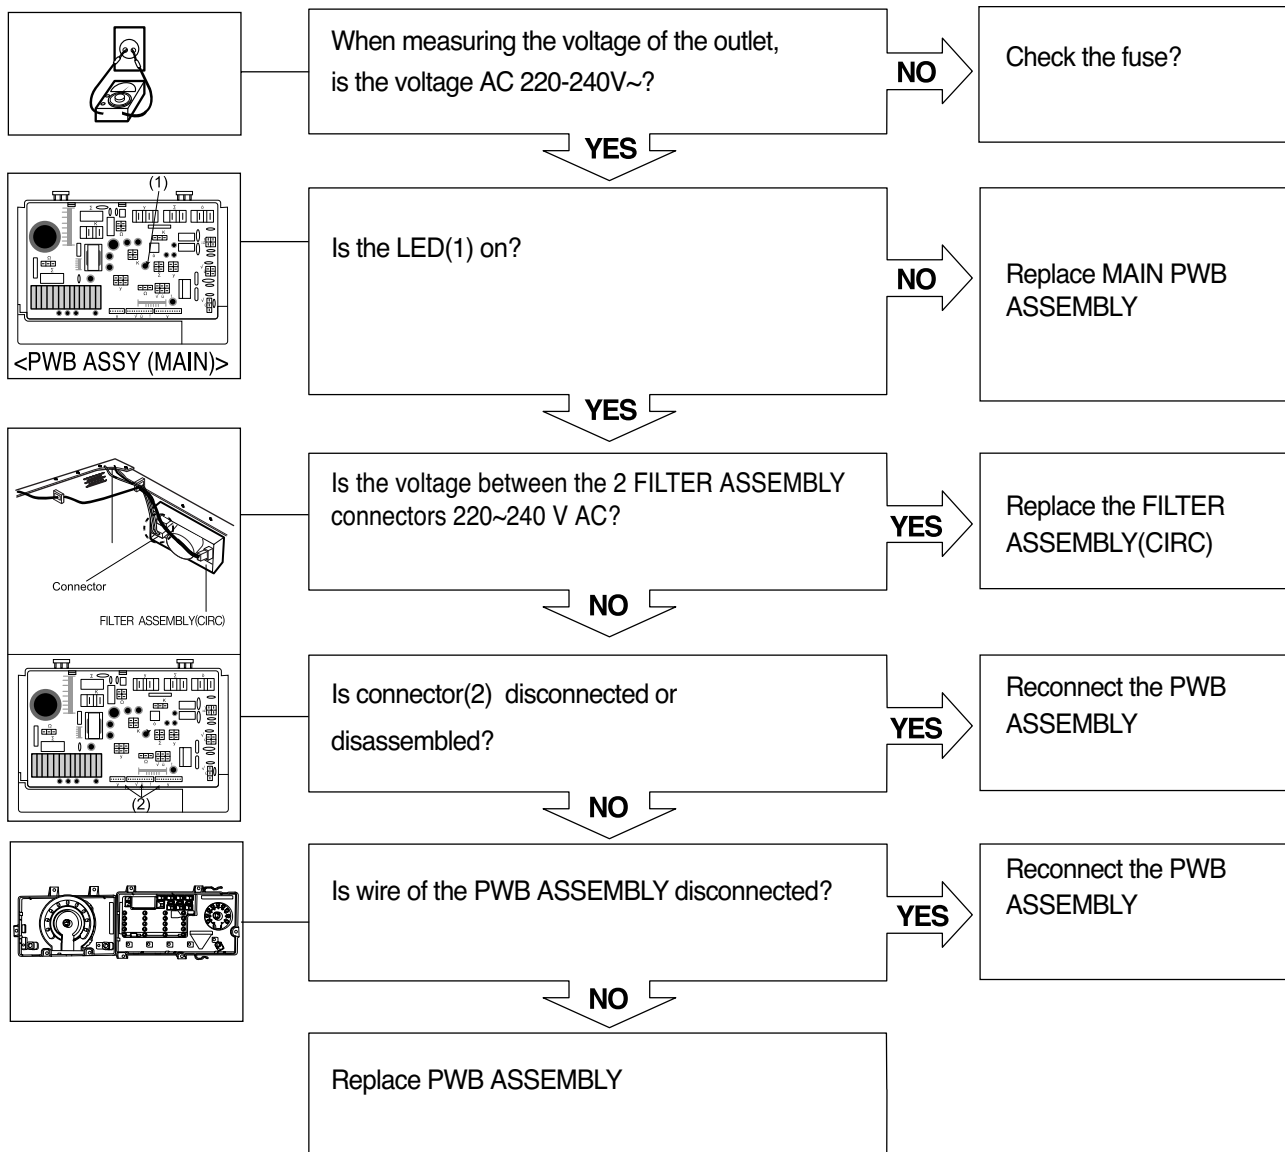 When measuring the voltage of the outlet,
is the voltage AC 220-240V~?
NO
Check the fuse?
YES
(1)
<PWB ASSY (MAIN)>
Is the LED(1) on?
NO
Replace MAIN PWB
ASSEMBLY
YES
Connector
FILTER ASSEMBLY(CIRC)
Is the voltage between the 2 FILTER ASSEMBLY
connectors 220~240 V AC?
YES
Replace the FILTER
ASSEMBLY(CIRC)
NO
(2)
Is connector(2) disconnected or
disassembled?
YES
Reconnect the PWB
ASSEMBLY
NO
Is wire of the PWB ASSEMBLY disconnected?
YES
Reconnect the PWB
ASSEMBLY
NO
Replace PWB ASSEMBLY